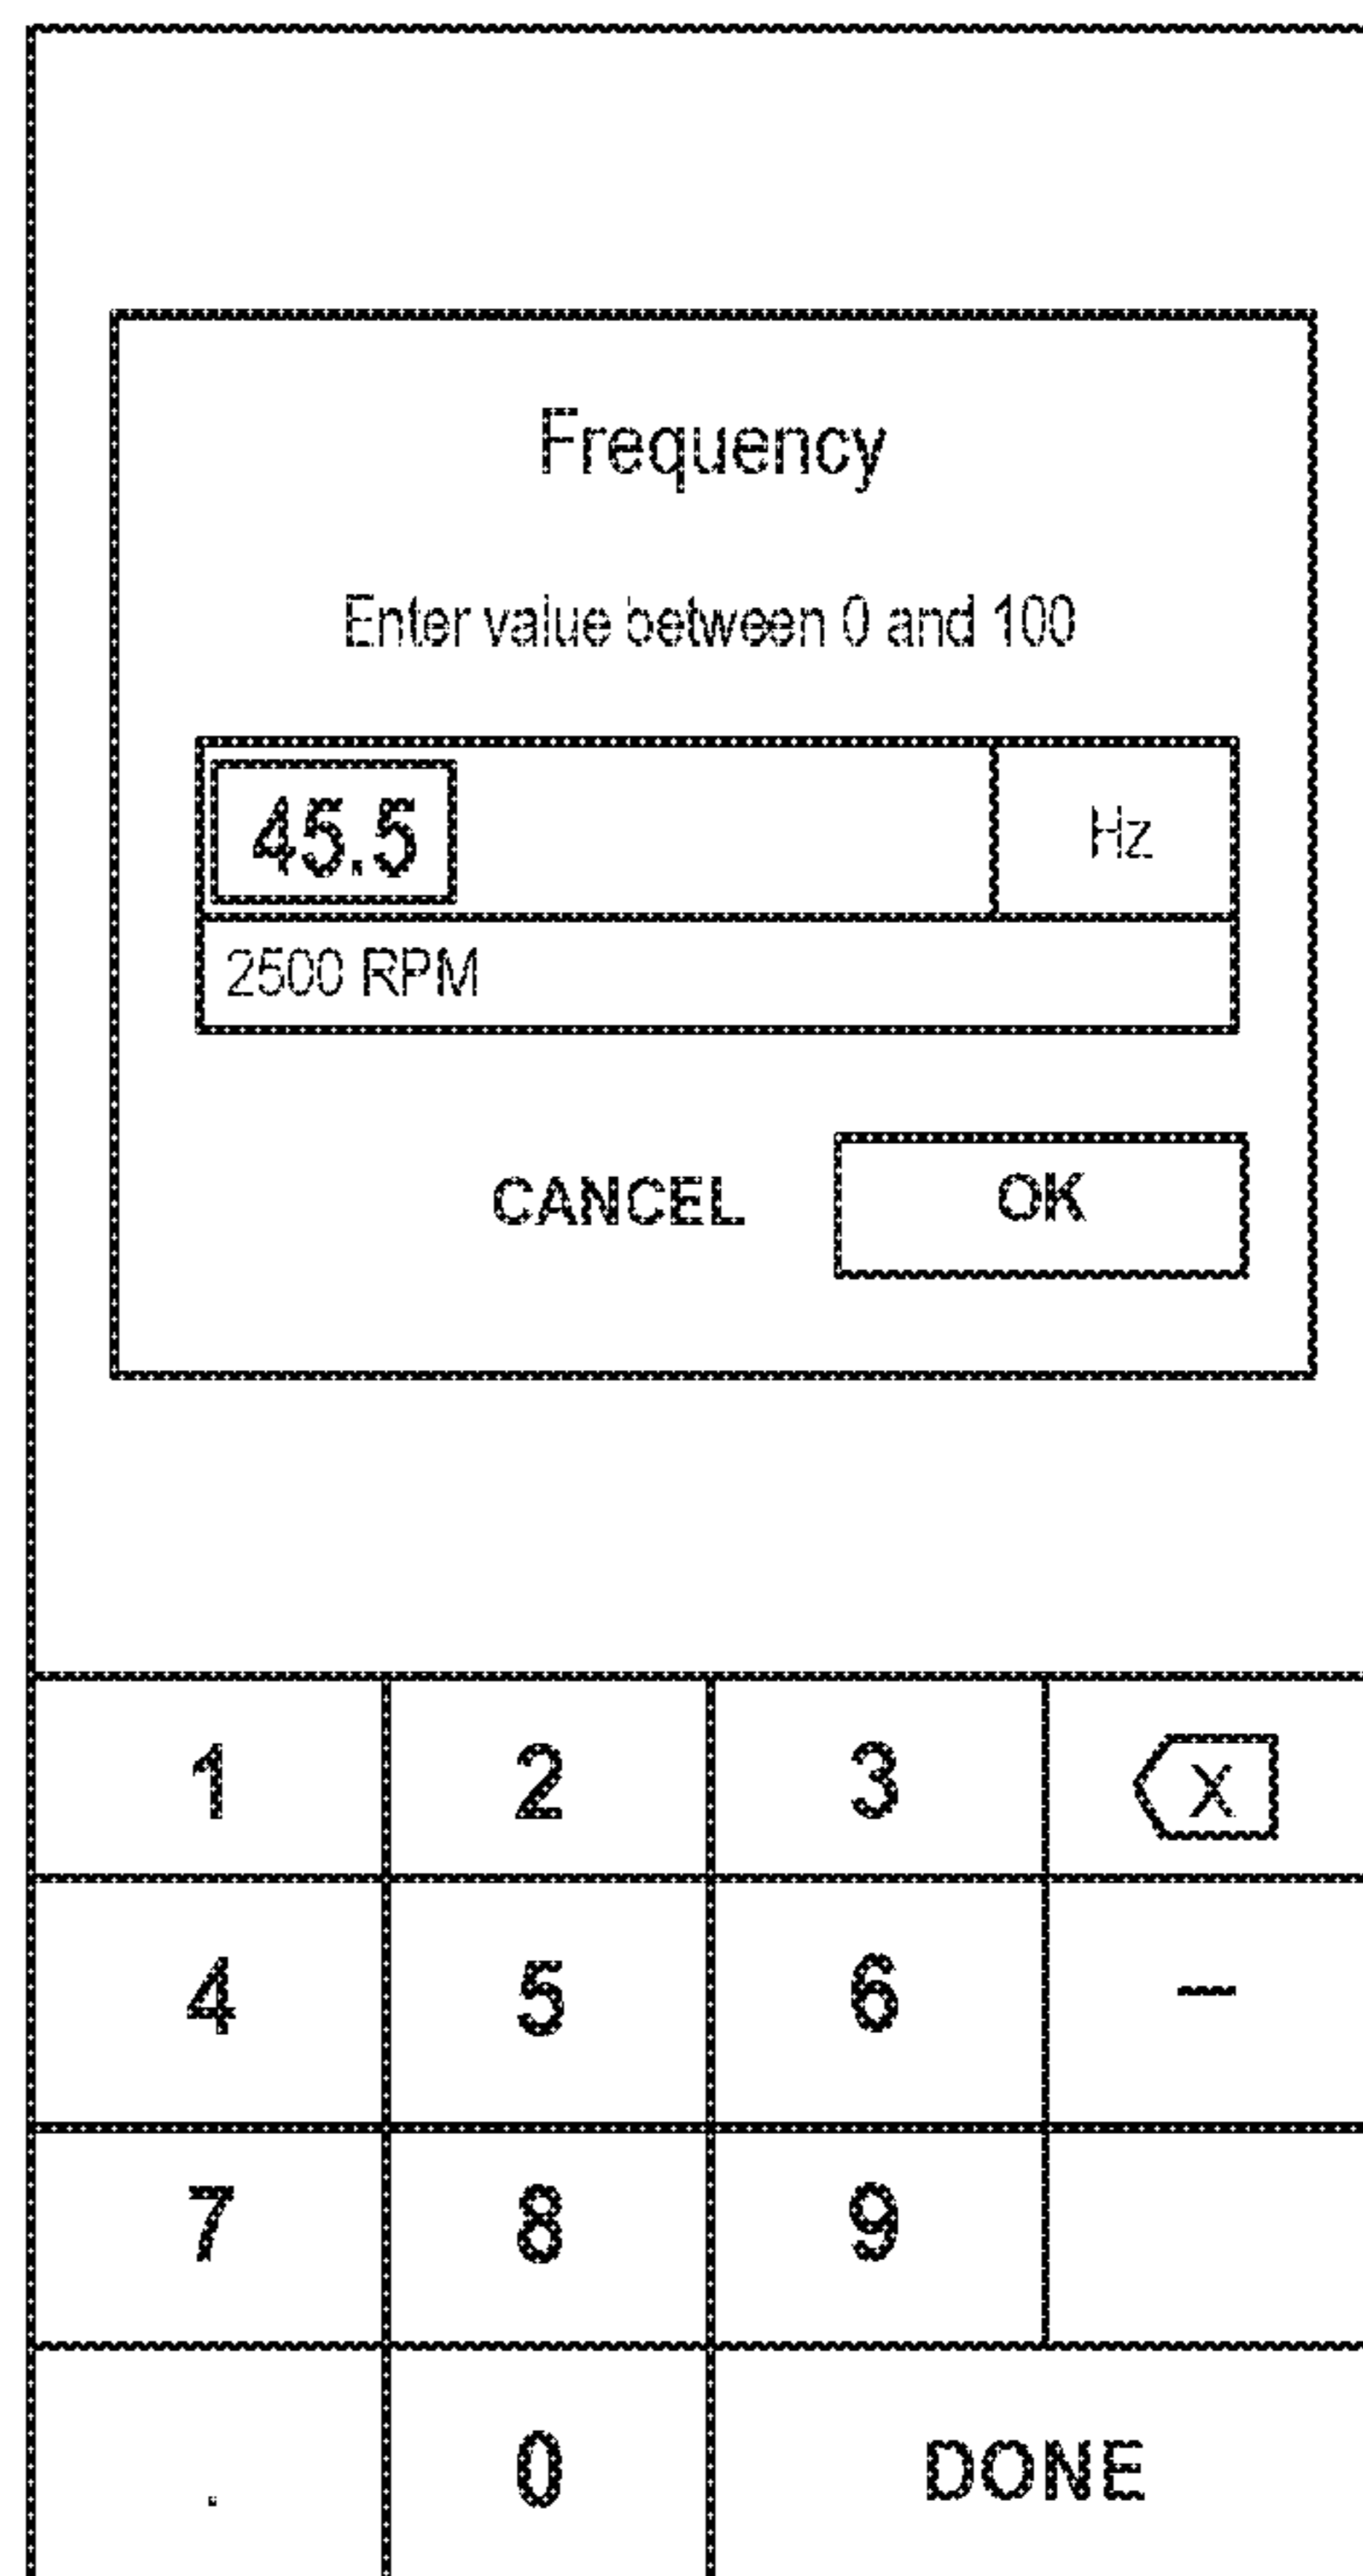 Frequency
Enter value between 0 and 100
45.5 Hz
2500 RPM
CANCEL OK
1 2 3 X
4 5 6 –
7 8 9
. 0 DONE